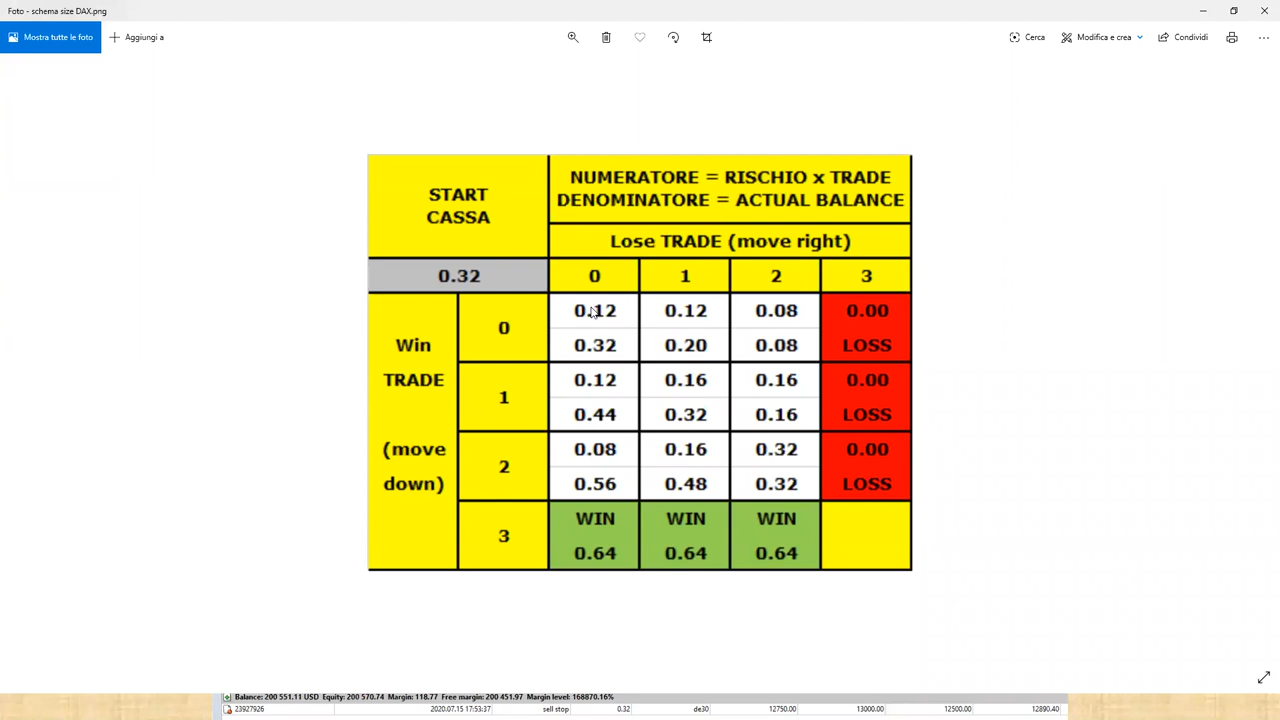 Foto - schema size DAX.png
Mostra tutte le foto
Aggiungi a
Cerca
Modifica e crea
Condividi
START
CASSA
NUMERATORE = RISCHIO x TRADE
DENOMINATORE = ACTUAL BALANCE
Lose TRADE (move right)
0.32 0 1 2 3
Win
TRADE
(move
down)
0
0.12 0.12 0.08 0.00
0.32 0.20 0.08 LOSS
1
0.12 0.16 0.16 0.00
0.44 0.32 0.16 LOSS
2
0.08 0.16 0.32 0.00
0.56 0.48 0.32 LOSS
3
WIN WIN WIN
0.64 0.64 0.64
Balance: 200 551.11 USD Equity: 200 570.74 Margin: 118.77 Free margin: 200 451.97 Margin level: 168870.16%
23927926 2020.07.15 17:53:37 sell stop 0.32 de30 12750.00 13000.00 12500.00 12890.40